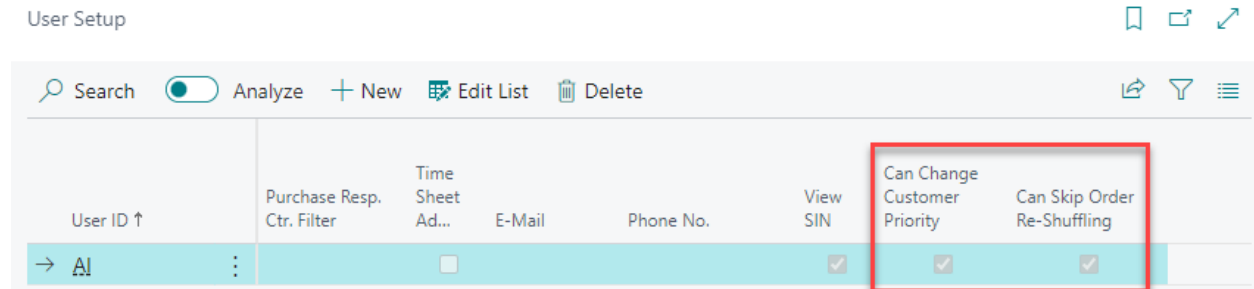 User Setup
Search Analyze New Edit List Delete
User ID ↑
Purchase Resp.
Ctr. Filter
Time
Sheet
Ad...
E-Mail
Phone No.
View
SIN
Can Change
Customer
Priority
Can Skip Order
Re-Shuffling
AI